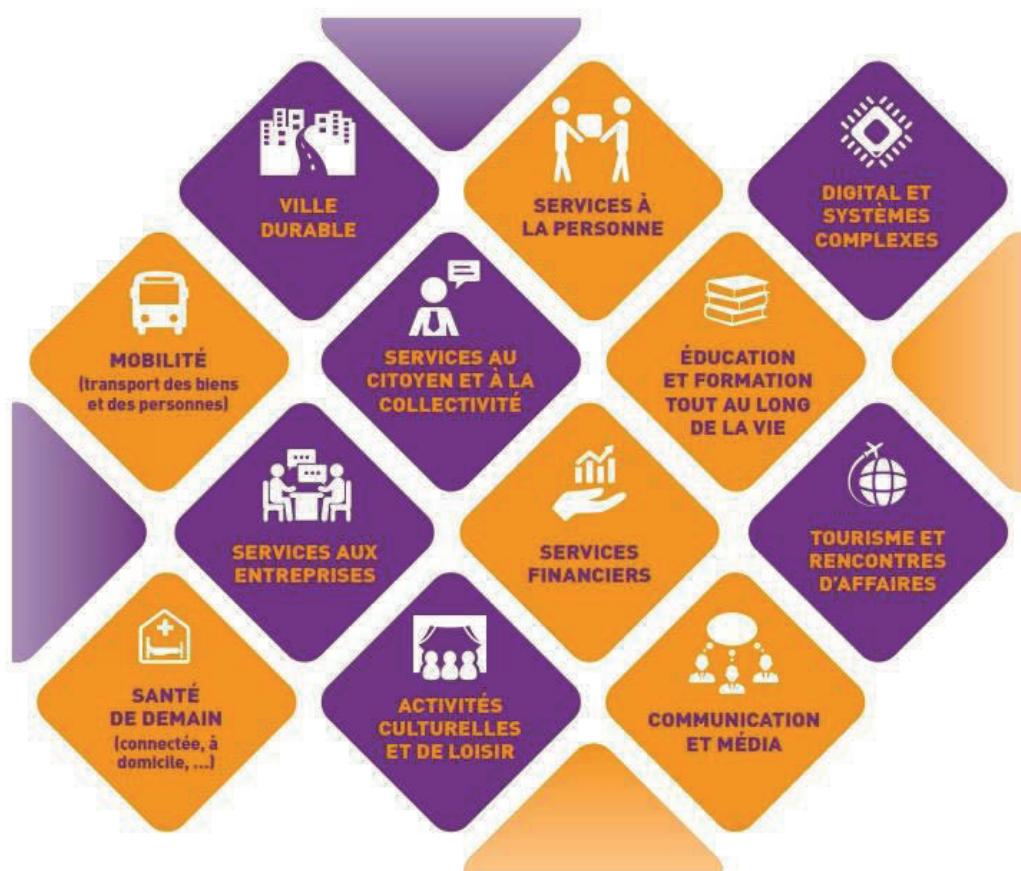 VILLE
DURABLE
SERVICES À
LA PERSONNE
DIGITAL ET
SYSTÈMES
COMPLEXES
MOBILITÉ
(transport des biens
et des personnes)
SERVICES AU
CITOYEN ET À LA
COLLECTIVITÉ
ÉDUCATION
ET FORMATION
TOUT AU LONG
DE LA VIE
SERVICES AUX
ENTREPRISES
SERVICES
FINANCIERS
TOURISME ET
RENCONTRES
D'AFFAIRES
SANTÉ
DE DEMAIN
(connectée, à
domicile, ...)
ACTIVITÉS
CULTURELLES
ET DE LOISIR
COMMUNICATION
ET MÉDIA